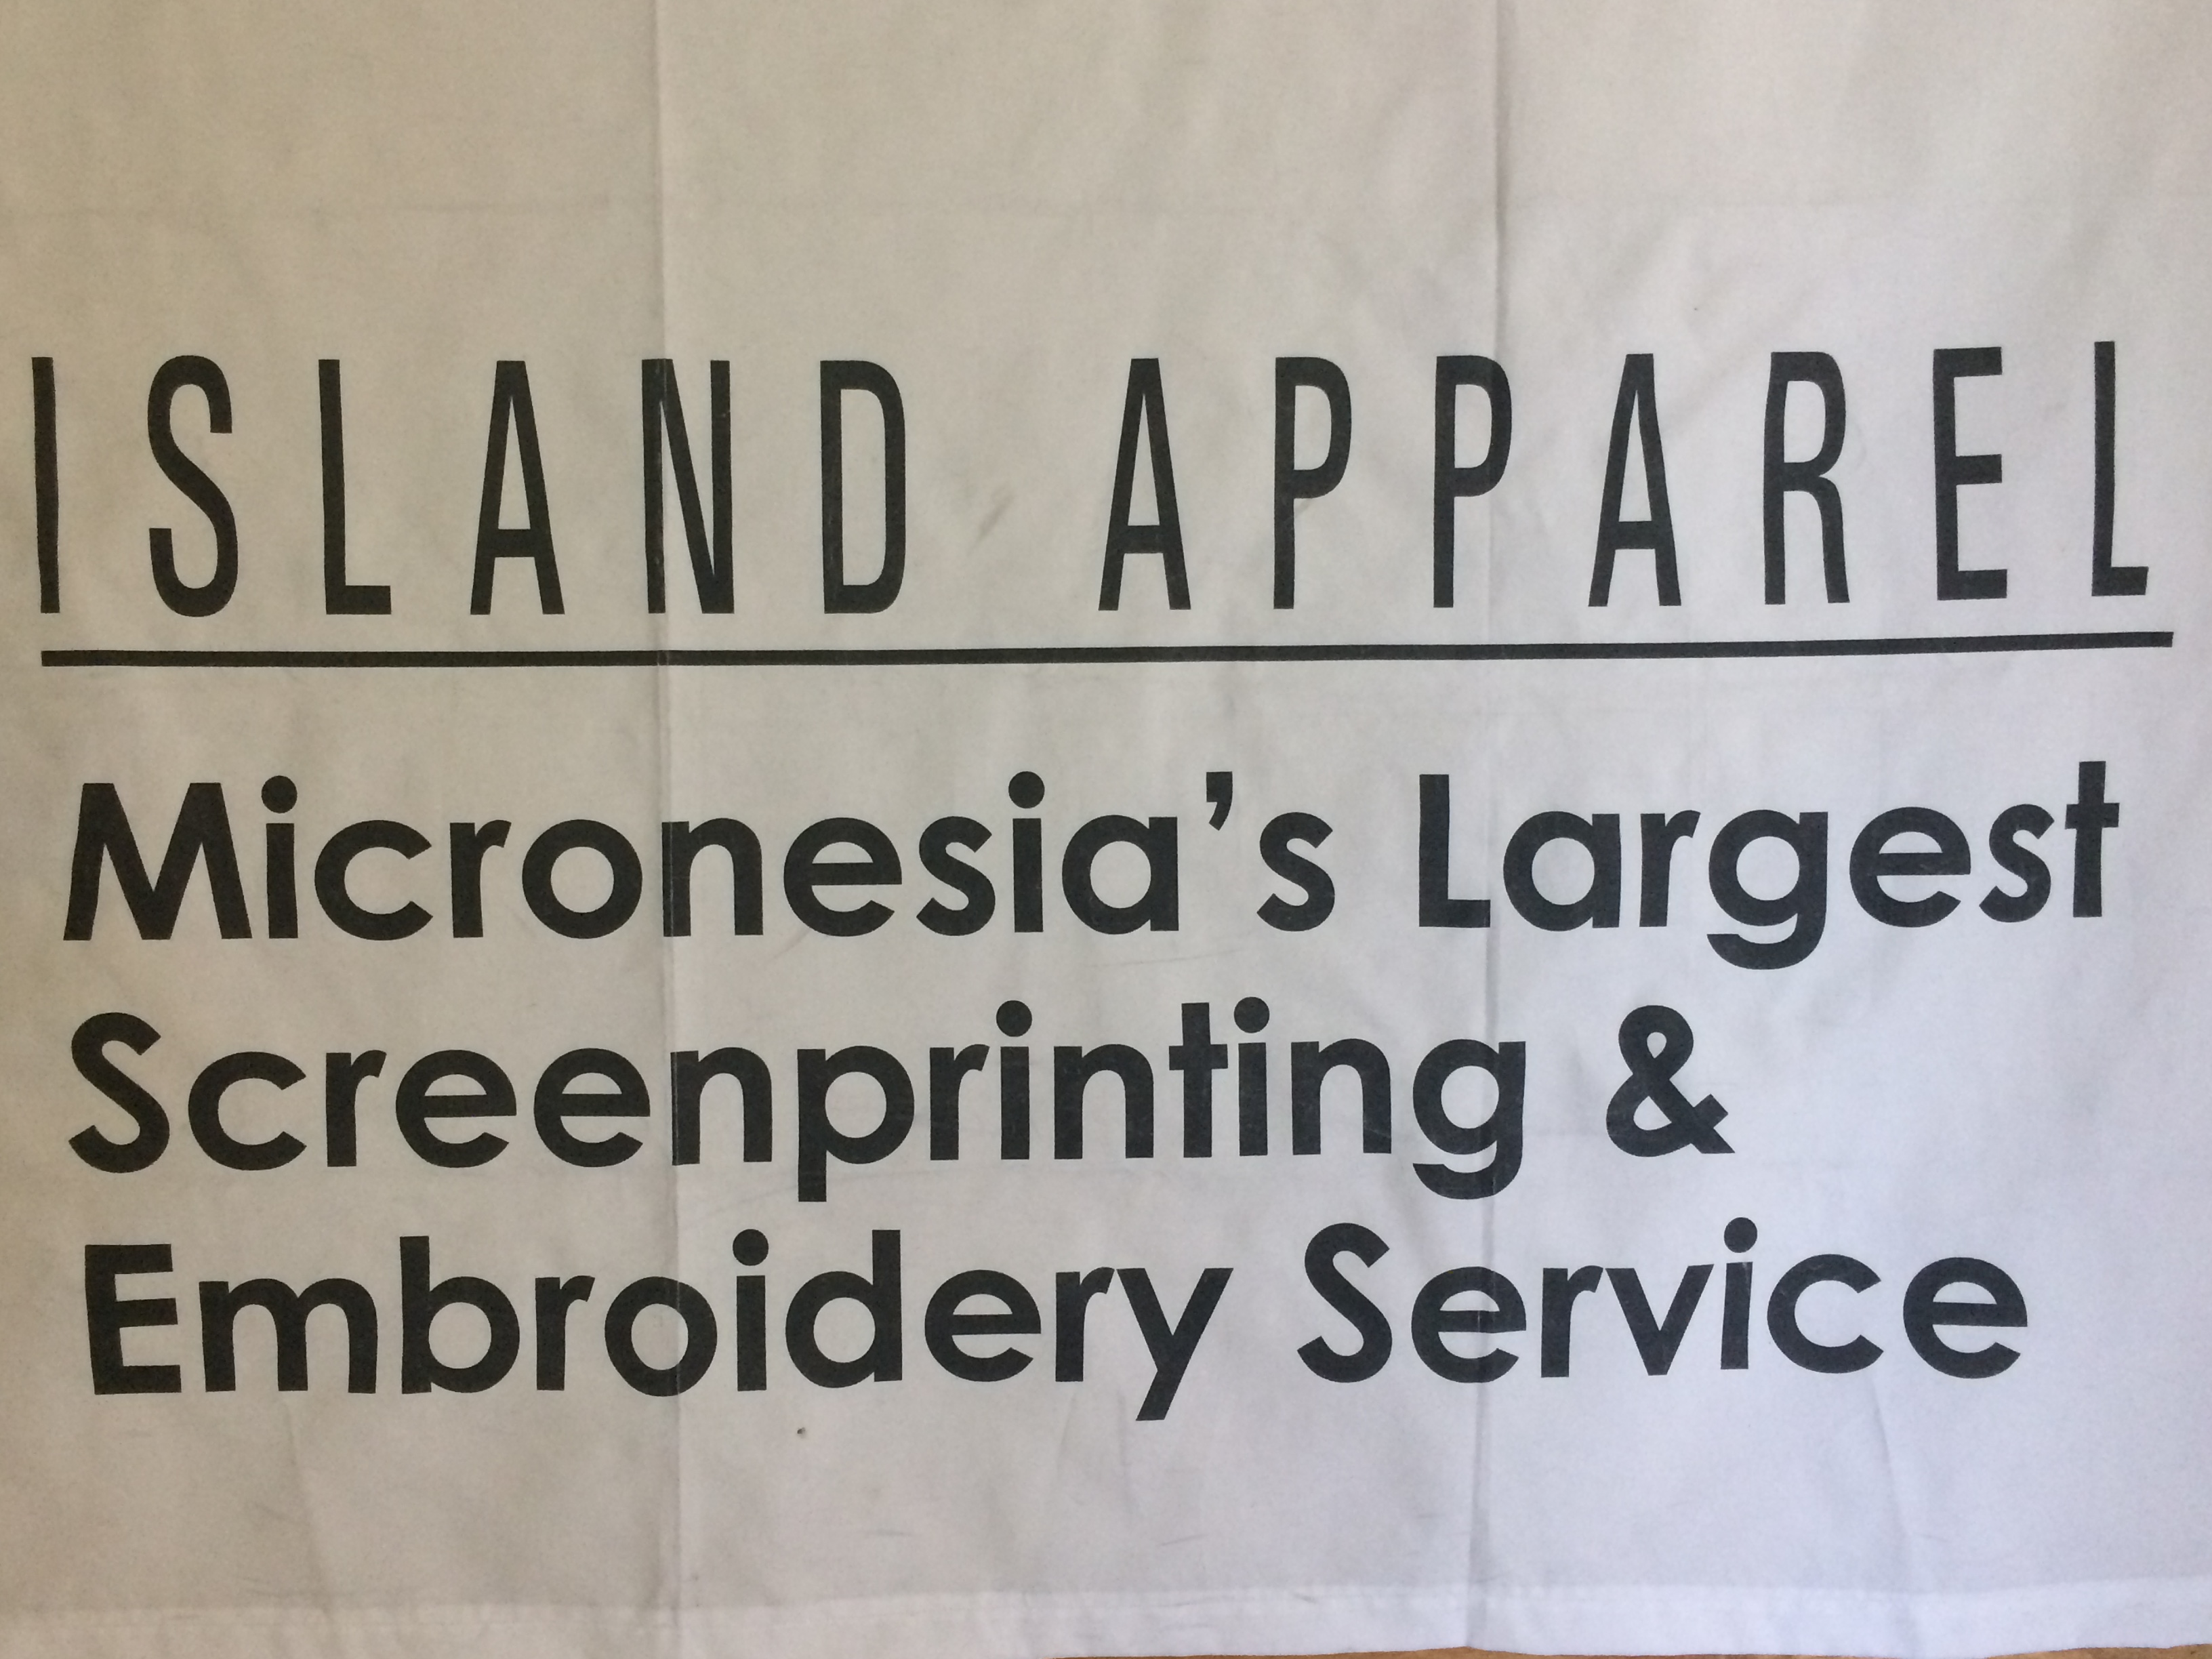 ISLAND APPAREL
Micronesia’s Largest
Screenprinting &
Embroidery Service